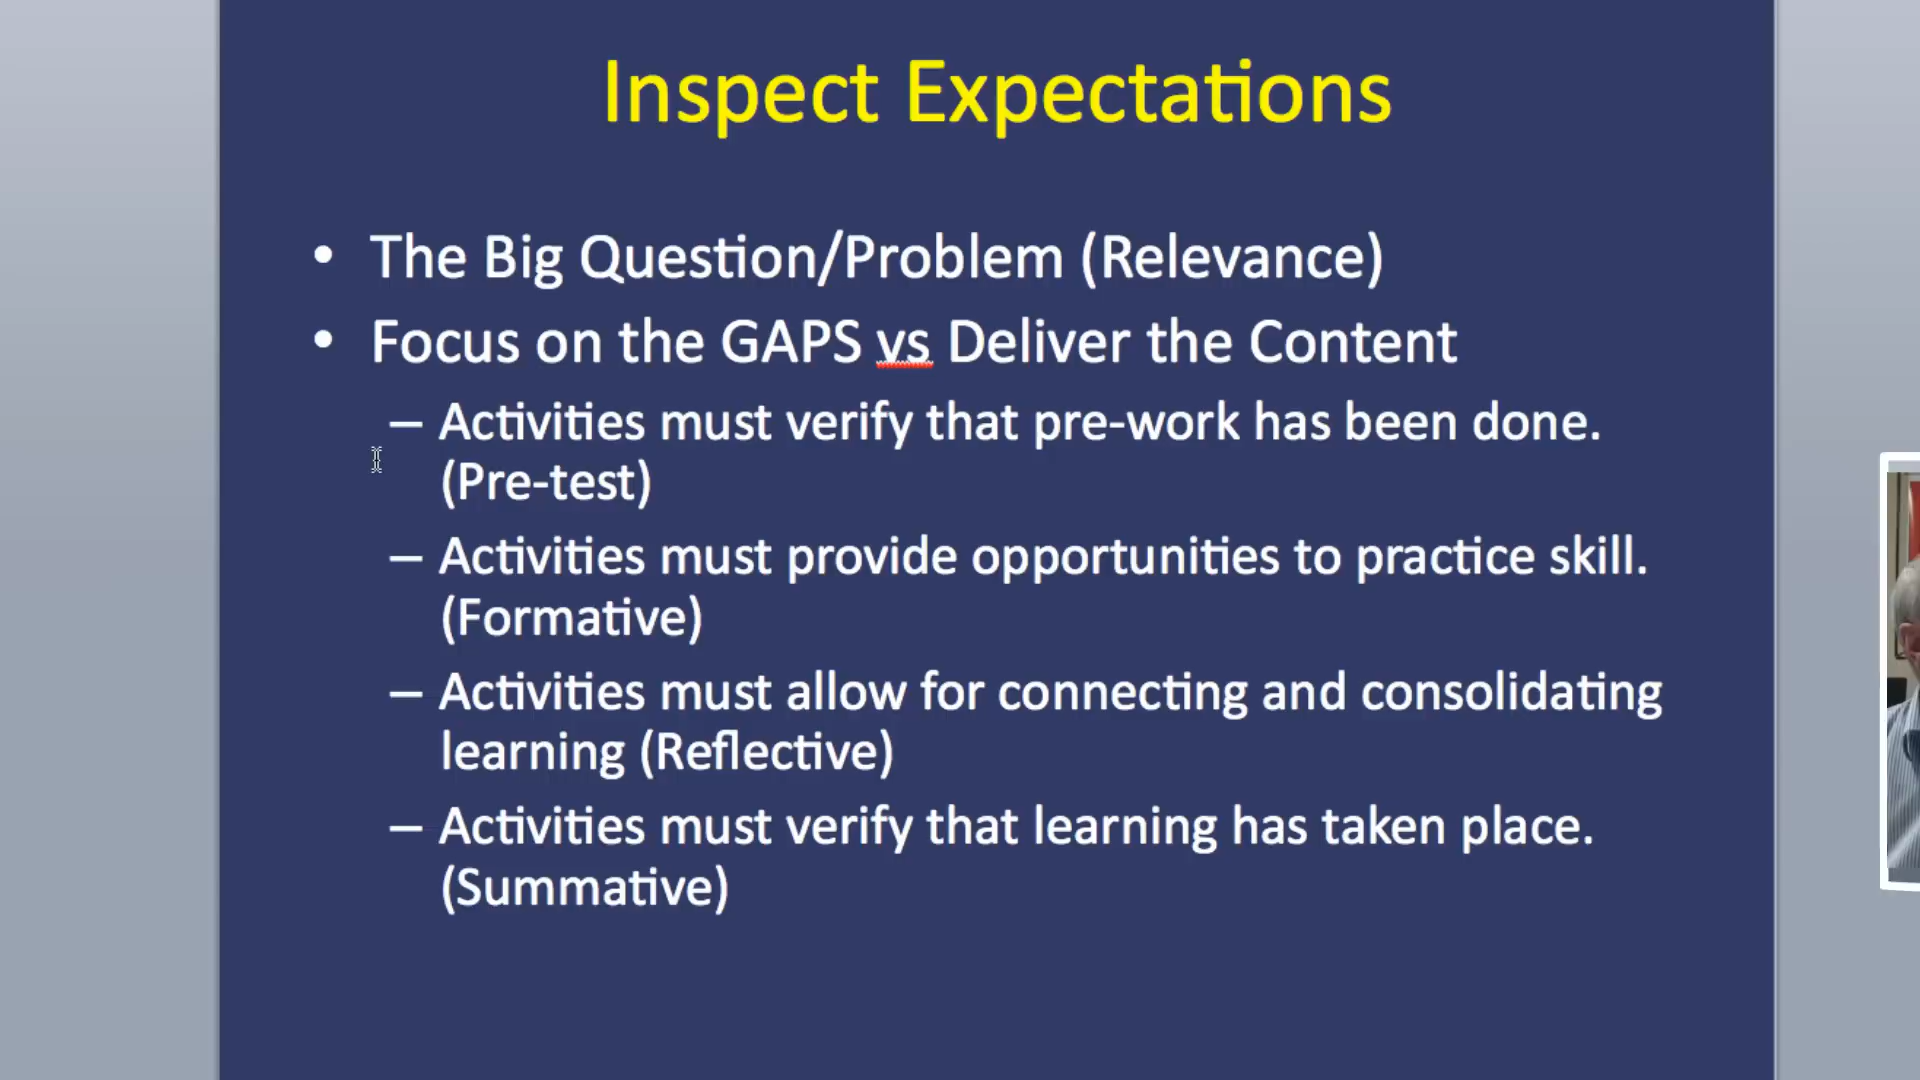 Inspect Expectations
• The Big Question/Problem (Relevance)
• Focus on the GAPS vs Deliver the Content
– Activities must verify that pre-work has been done.
(Pre-test)
– Activities must provide opportunities to practice skill.
(Formative)
– Activities must allow for connecting and consolidating
learning (Reflective)
– Activities must verify that learning has taken place.
(Summative)